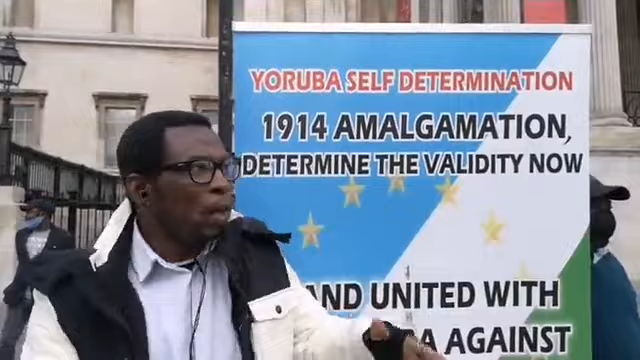 YORUBA SELF DETERMINATION
1914 AMALGAMATION,
DETERMINE THE VALIDITY NOW
AND UNITED WITH
AGAINST